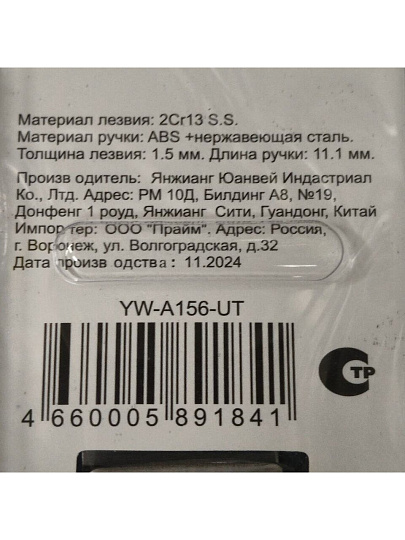 Материал лезвия: 2Cr13 S.S.
Материал ручки: ABS +нержавеющая сталь.
Толщина лезвия: 1.5 мм. Длина ручки: 11.1 мм.
Произв одитель: Янжианг Юанвей Индастриал
Ко., Лтд. Адрес: РМ 10Д, Билдинг А8, №19,
Донфенг 1 роуд, Янжианг Сити, Гуандонг, Китай
Импортер: ООО "Прайм". Адрес: Россия,
г. Воронеж, ул. Волгоградская, д.32
Дата произв одства: 11.2024
YW-A156-UT
4 660005 891841
СТР